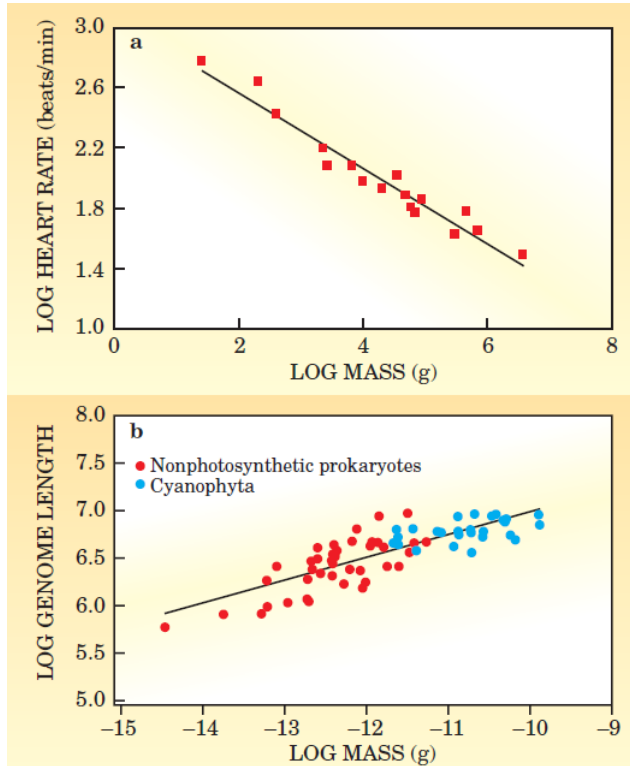 a
LOG HEART RATE (beats/min)
3.0
2.6
2.2
1.8
1.4
1.0
0 2 4 6 8
LOG MASS (g)
b
LOG GENOME LENGTH
8.0
7.5
7.0
6.5
6.0
5.5
5.0
Nonphotosynthetic prokaryotes
Cyanophyta
–15 –14 –13 –12 –11 –10 –9
LOG MASS (g)